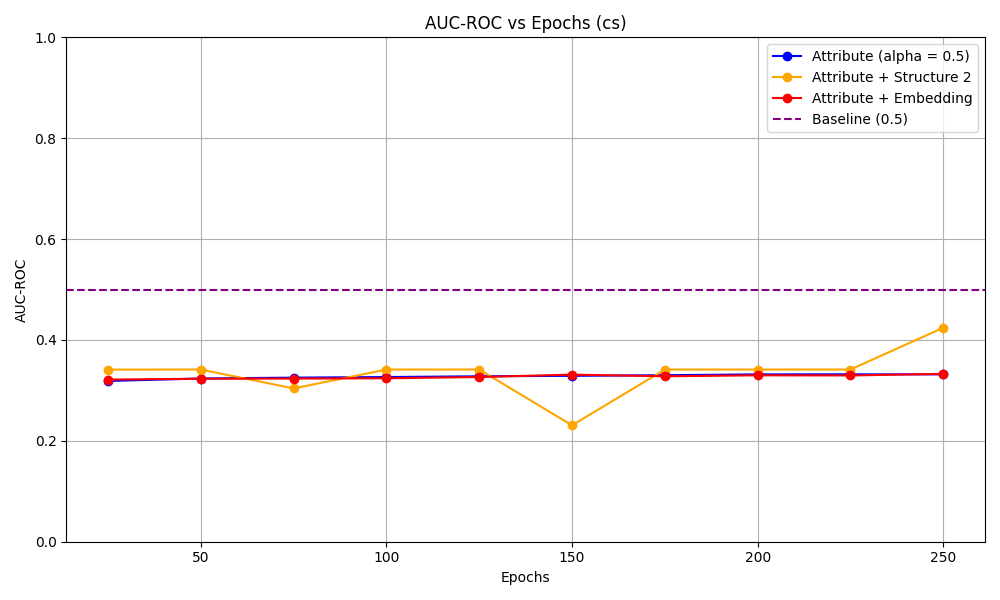 AUC-ROC vs Epochs (cs)
1.0
0.8
0.6
0.4
0.2
0.0
AUC-ROC
Attribute (alpha = 0.5)
Attribute + Structure 2
Attribute + Embedding
Baseline (0.5)
50
100
150
200
250
Epochs